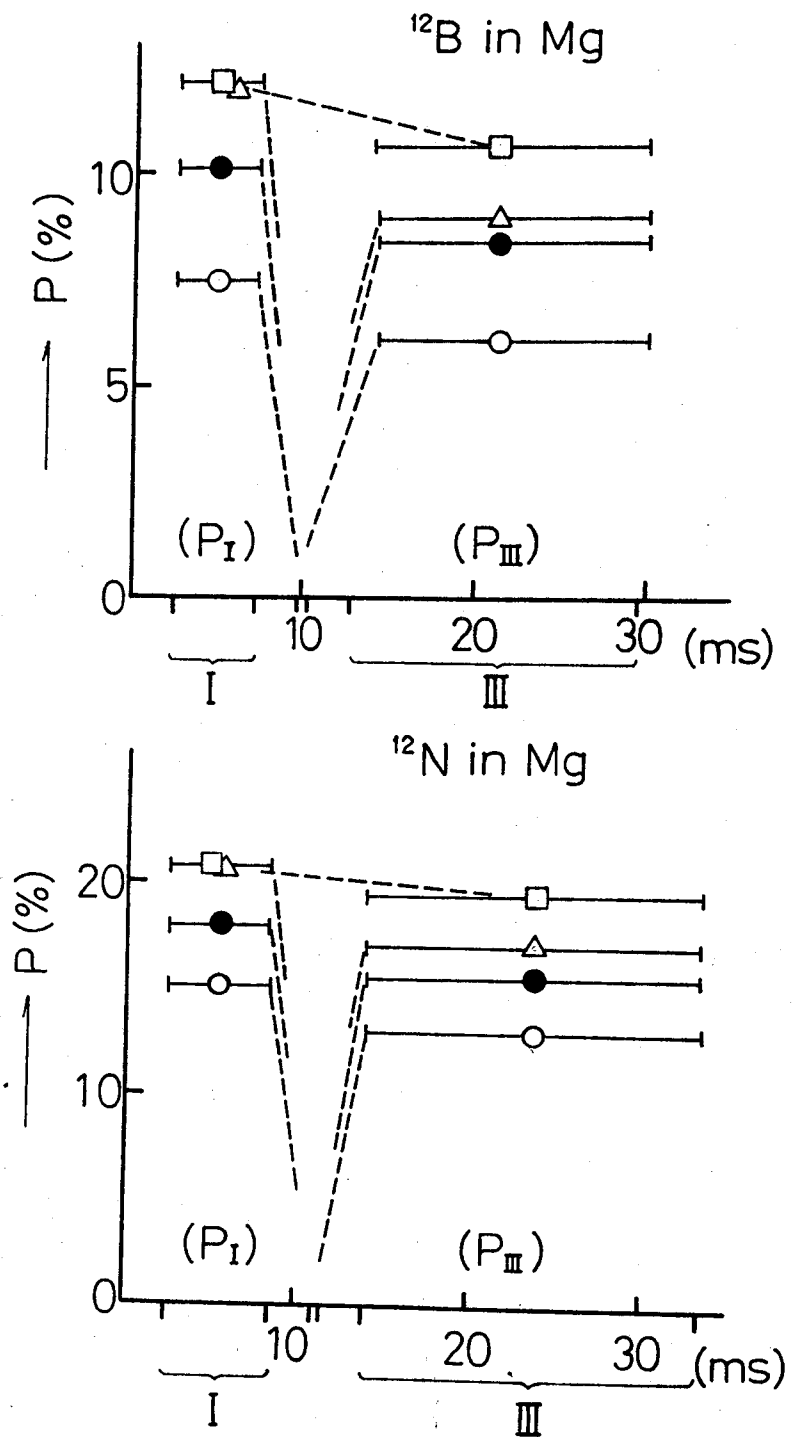 ¹²B in Mg
P (%)
10
5
0
(P_I)
(P_III)
10
20
30
(ms)
I
III
¹²N in Mg
P (%)
20
10
0
(P_I)
(P_III)
10
20
30
(ms)
I
III